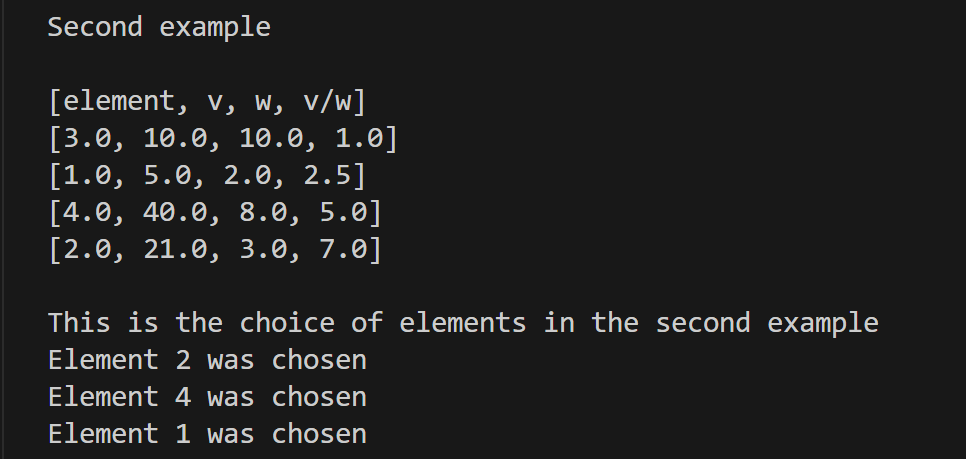 Second example
[element, v, w, v/w]
[3.0, 10.0, 10.0, 1.0]
[1.0, 5.0, 2.0, 2.5]
[4.0, 40.0, 8.0, 5.0]
[2.0, 21.0, 3.0, 7.0]
This is the choice of elements in the second example
Element 2 was chosen
Element 4 was chosen
Element 1 was chosen